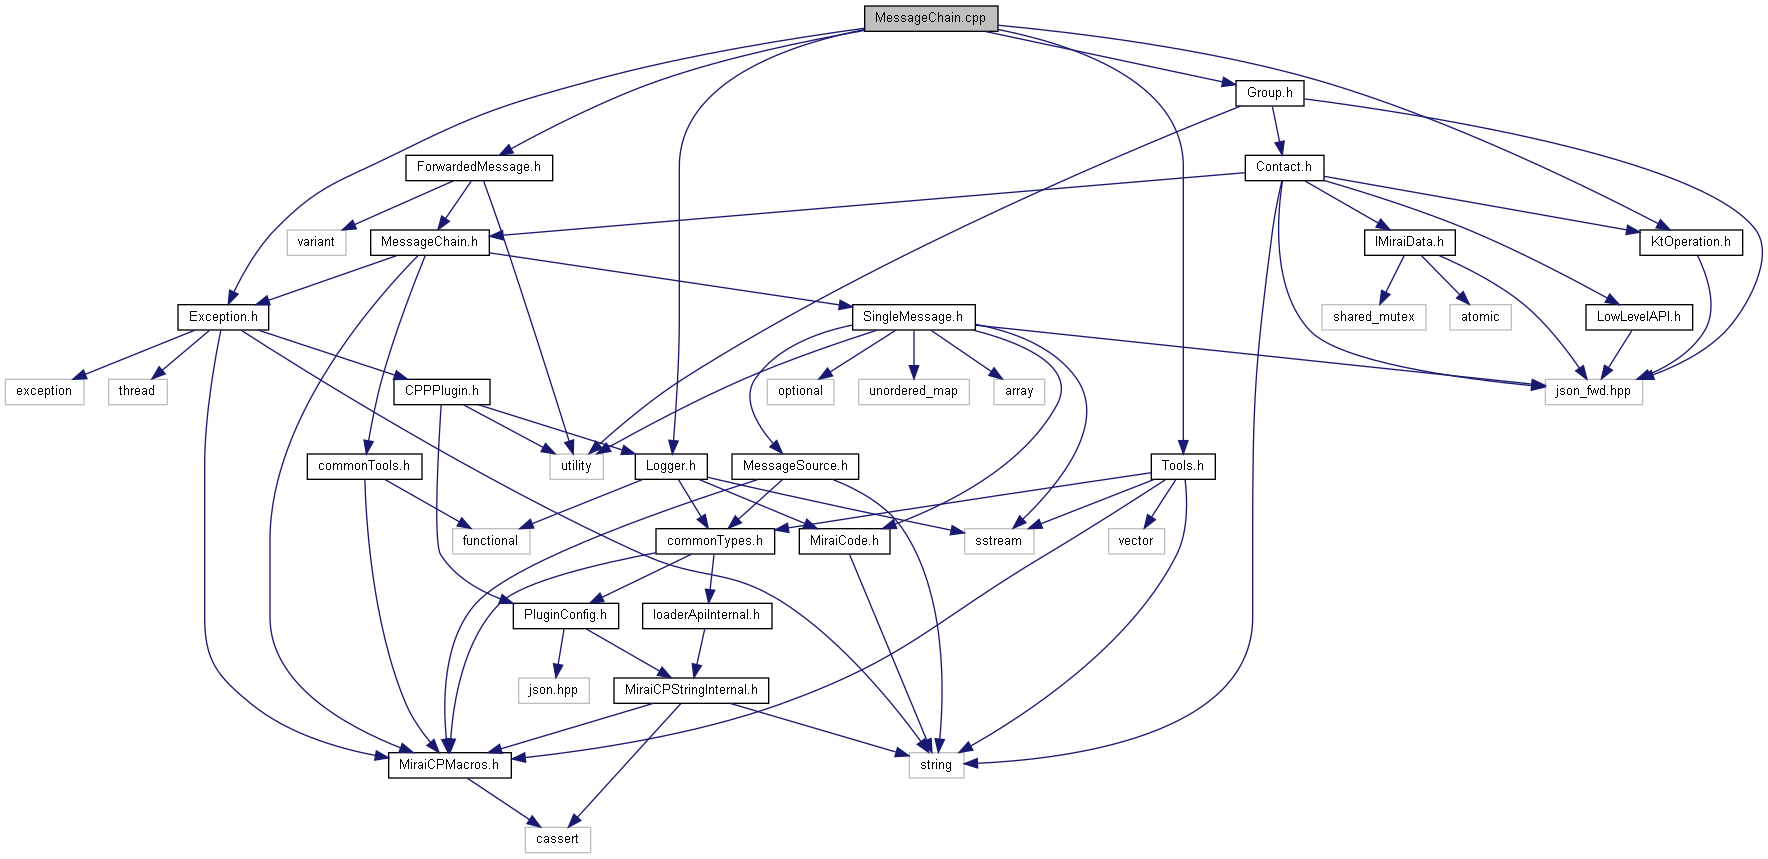 MessageChain.cpp
Group.h
ForwardedMessage.h
Contact.h
variant
MessageChain.h
IMiraiData.h
KtOperation.h
Exception.h
SingleMessage.h
shared_mutex
atomic
LowLevelAPI.h
exception
thread
CPPPlugin.h
optional
unordered_map
array
json_fwd.hpp
commonTools.h
utility
Logger.h
MessageSource.h
Tools.h
functional
commonTypes.h
MiraiCode.h
sstream
vector
PluginConfig.h
loaderApiInternal.h
json.hpp
MiraiCPStringInternal.h
MiraiCPMacros.h
string
cassert